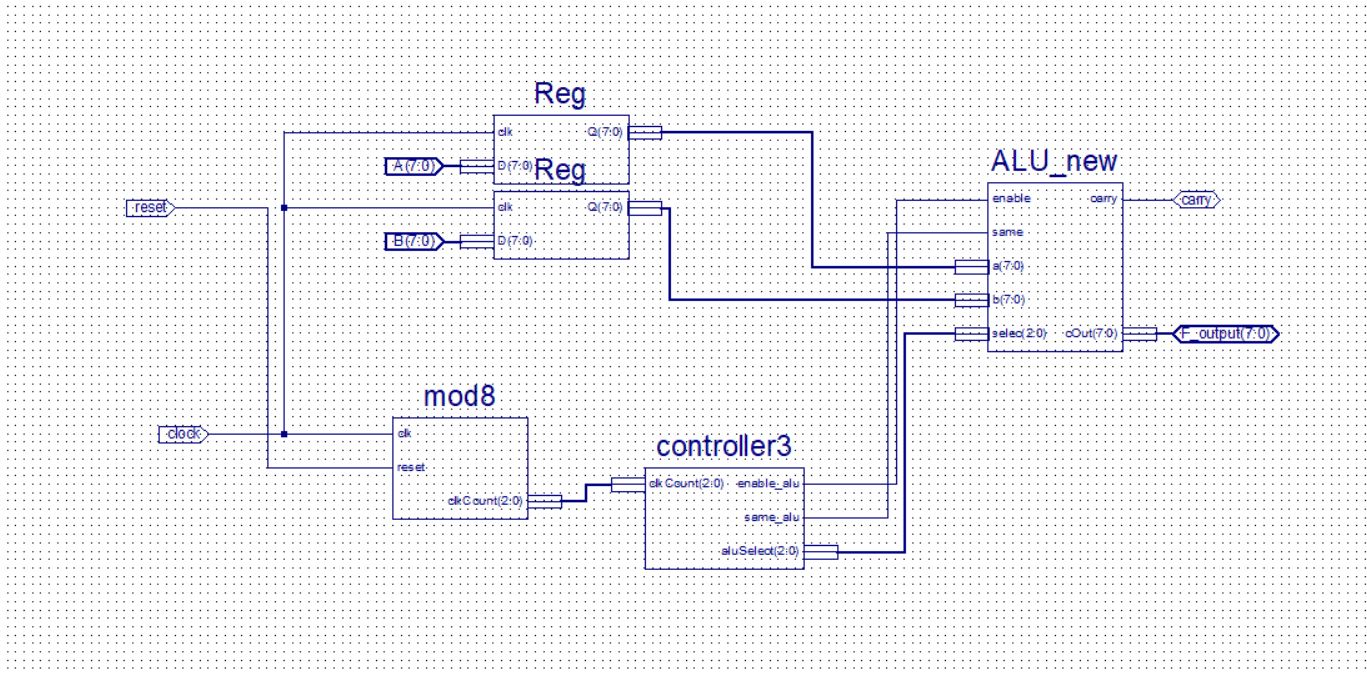 Reg
clk
Q(7:0)
A(7:0)
D(7:0)
Reg
clk
Q(7:0)
B(7:0)
D(7:0)
reset
ALU_new
enable
carry
carry
same
a(7:0)
b(7:0)
selec(2:0)
cOut(7:0)
F_output(7:0)
mod8
clock
clk
reset
clkCount(2:0)
controller3
clkCount(2:0)
enable_alu
same_alu
aluSelect(2:0)